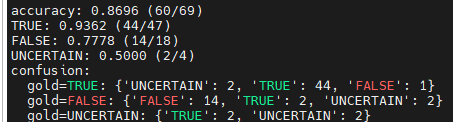 accuracy: 0.8696 (60/69)
TRUE: 0.9362 (44/47)
FALSE: 0.7778 (14/18)
UNCERTAIN: 0.5000 (2/4)
confusion:
  gold=TRUE: {'UNCERTAIN': 2, 'TRUE': 44, 'FALSE': 1}
  gold=FALSE: {'FALSE': 14, 'TRUE': 2, 'UNCERTAIN': 2}
  gold=UNCERTAIN: {'TRUE': 2, 'UNCERTAIN': 2}